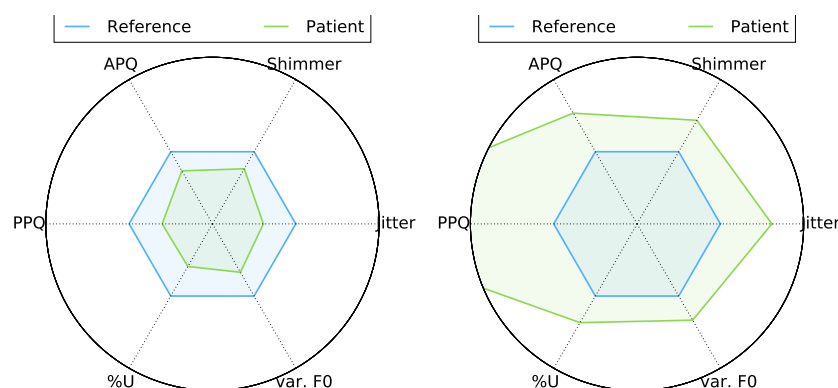 Reference Patient
APQ Shimmer
PPQ Jitter
%U var. F0
Reference Patient
APQ Shimmer
PPQ Jitter
%U var. F0